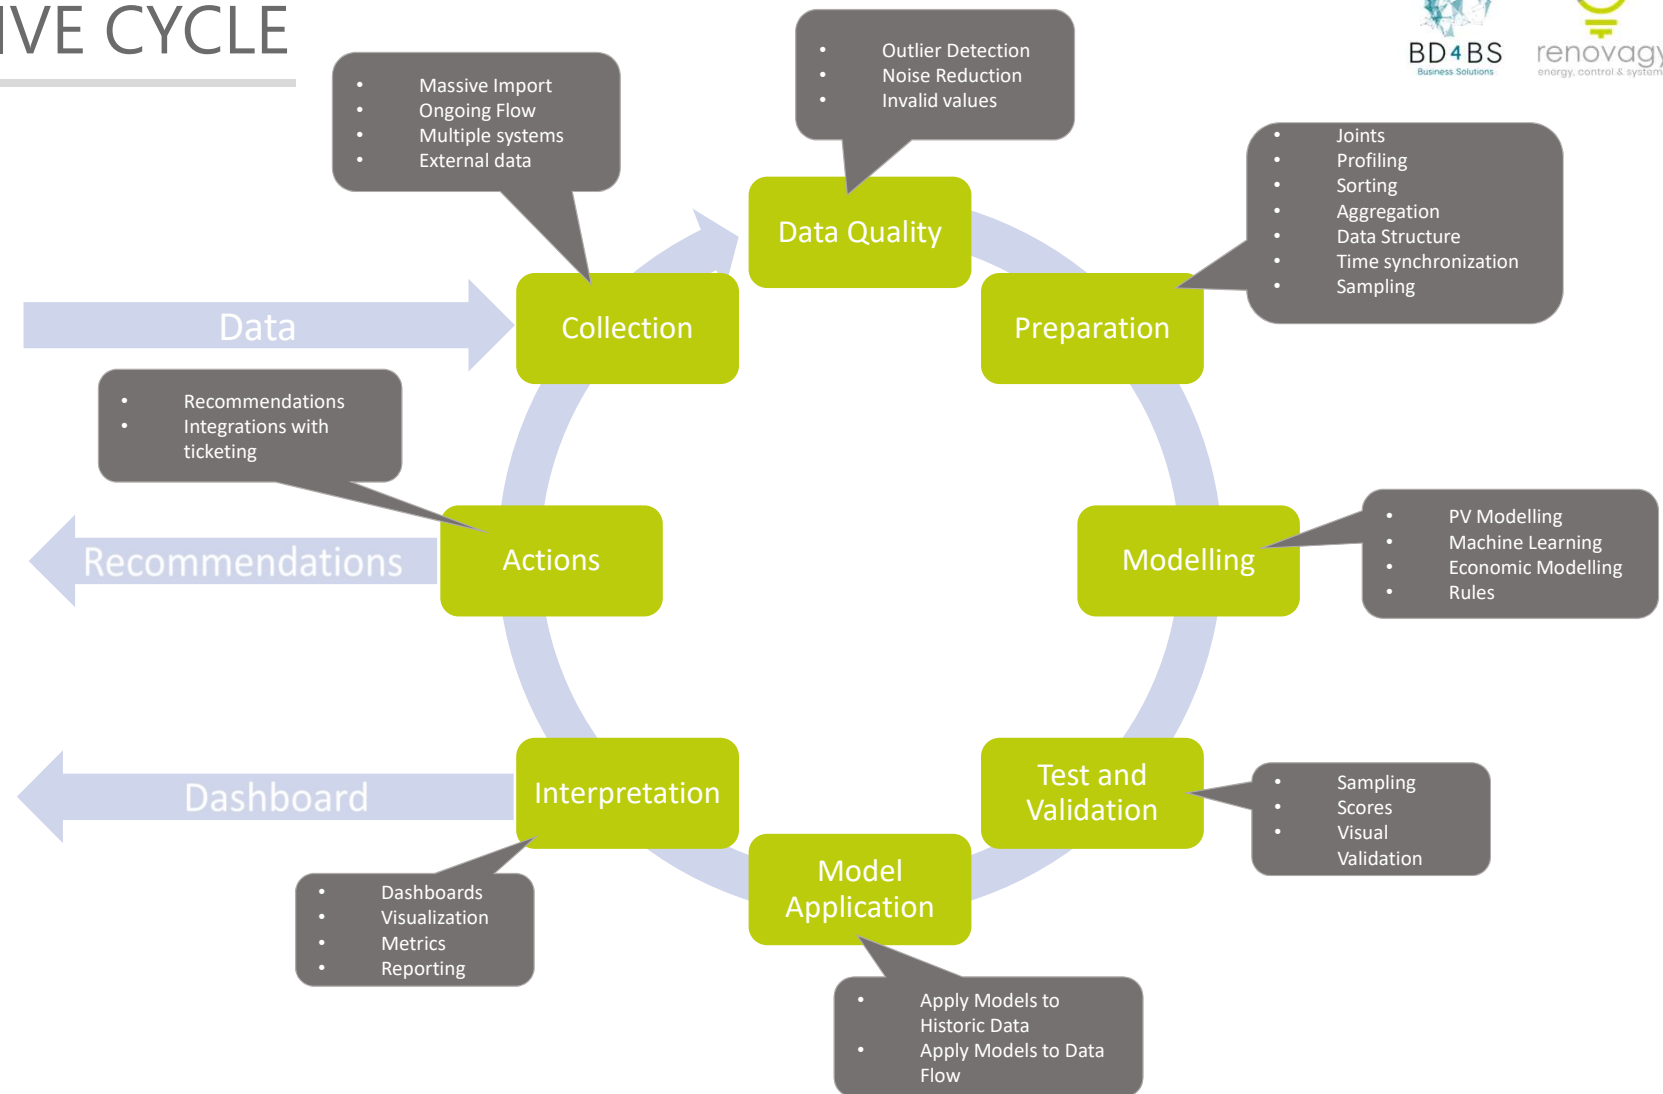 IVE CYCLE
BD4BS
Business Solutions
renovagy
energy, control & system
• Massive Import
• Ongoing Flow
• Multiple systems
• External data
• Outlier Detection
• Noise Reduction
• Invalid values
• Joints
• Profiling
• Sorting
• Aggregation
• Data Structure
• Time synchronization
• Sampling
Data Quality
Data
Collection
Preparation
• Recommendations
• Integrations with
ticketing
Recommendations
Actions
Modelling
• PV Modelling
• Machine Learning
• Economic Modelling
• Rules
Dashboard
Interpretation
Test and
Validation
• Sampling
• Scores
• Visual
Validation
Model
Application
• Dashboards
• Visualization
• Metrics
• Reporting
• Apply Models to
Historic Data
• Apply Models to Data
Flow